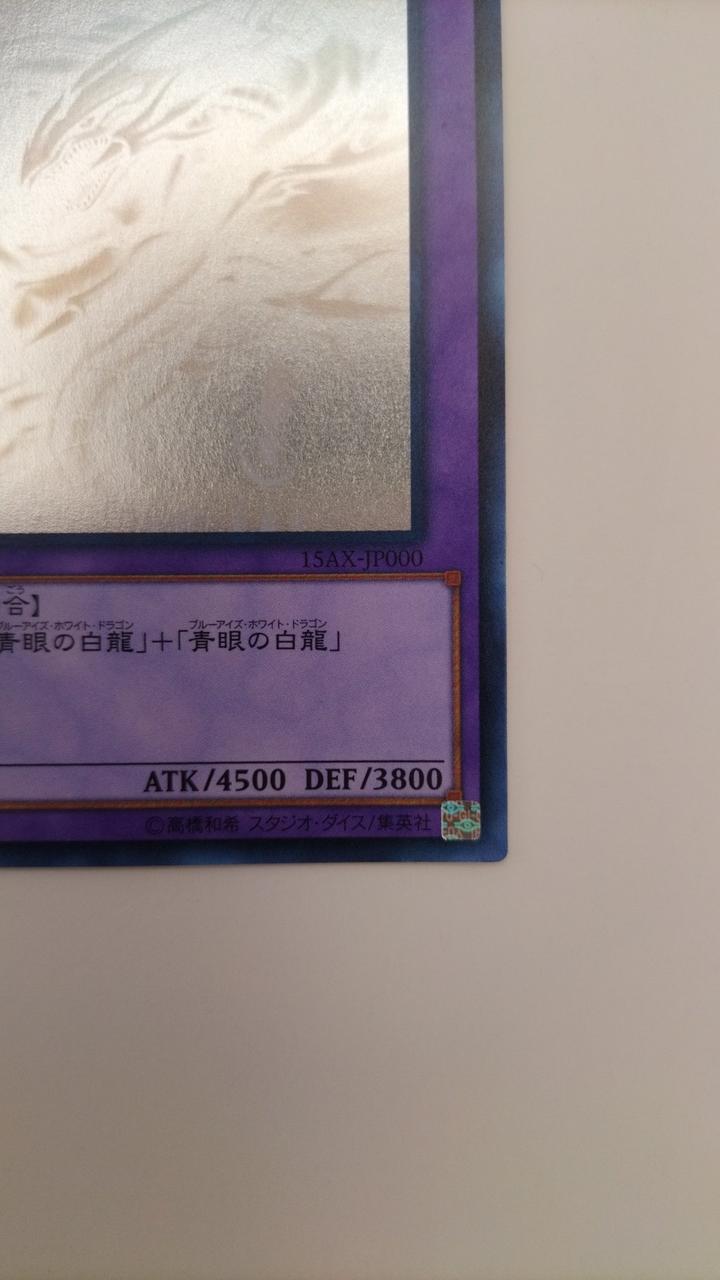 15AX-JP000
ごう
合】
ブルーアイズ・ホワイト・ドラゴン ブルーアイズ・ホワイト・ドラゴン
青眼の白龍」+「青眼の白龍」
ATK/4500 DEF/3800
©高橋和希 スタジオ・ダイス/集英社